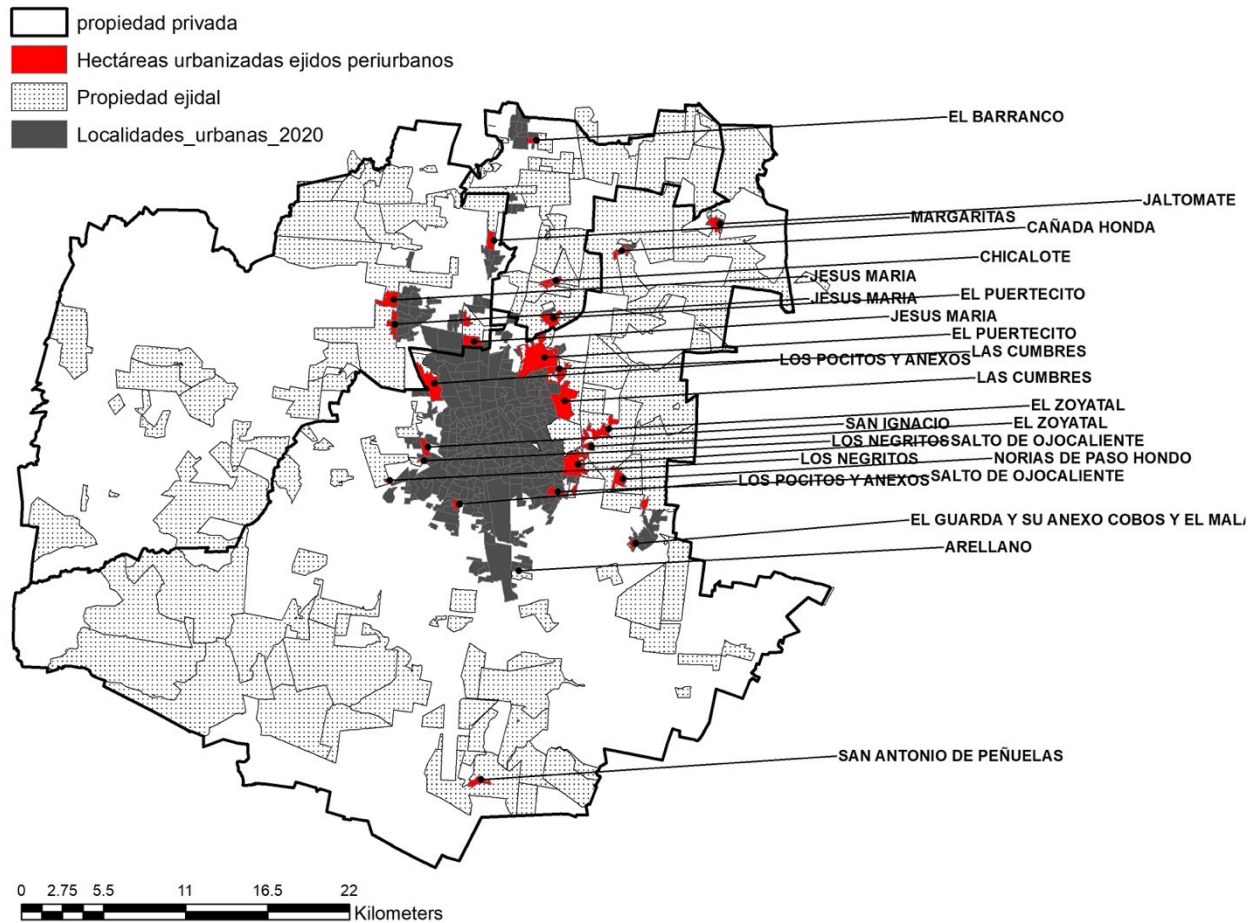 propiedad privada
Hectáreas urbanizadas ejidos periurbanos
Propiedad ejidal
Localidades_urbanas_2020
EL BARRANCO
JALTOMATE
MARGARITAS
CAÑADA HONDA
CHICALOTE
JESUS MARIA
EL PUERTECITO
JESUS MARIA
JESUS MARIA
EL PUERTECITO
LAS CUMBRES
LOS POCITOS Y ANEXOS
LAS CUMBRES
EL ZOYATAL
SAN IGNACIO
EL ZOYATAL
LOS NEGRITOS
SALTO DE OJOCALIENTE
LOS NEGRITOS
NORIAS DE PASO HONDO
SALTO DE OJOCALIENTE
LOS POCITOS Y ANEXOS
EL GUARDA Y SU ANEXO COBOS Y EL MAL
ARELLANO
SAN ANTONIO DE PEÑUELAS
0 2.75 5.5 11 16.5 22
Kilometers